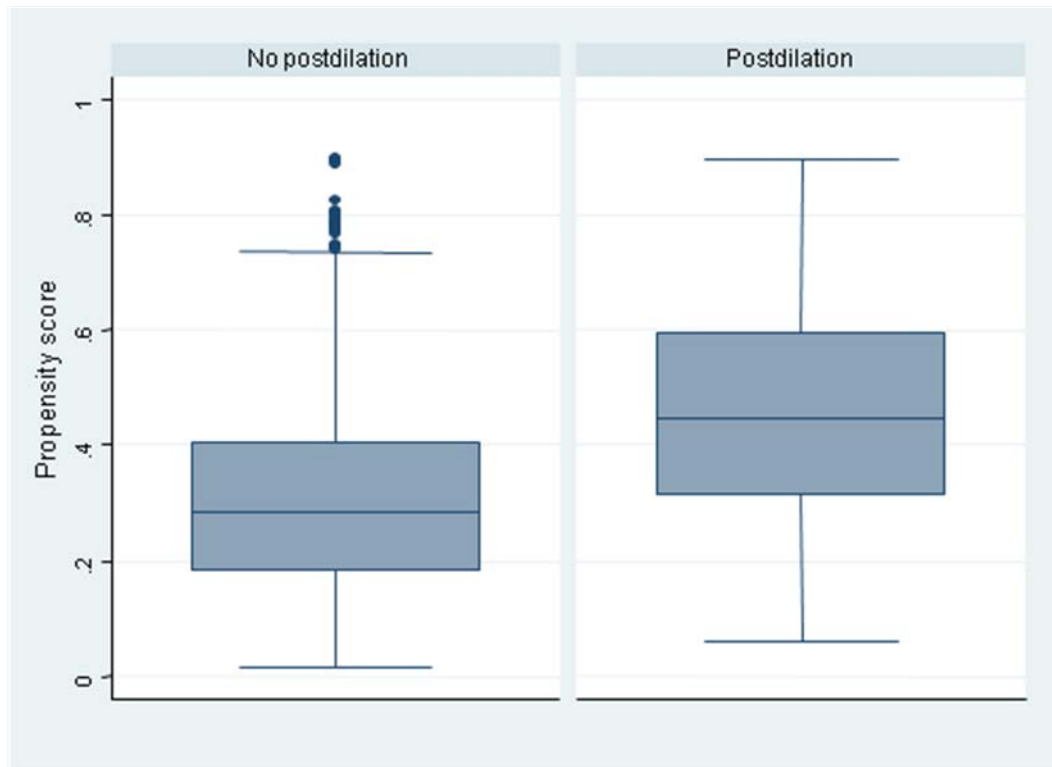 No postdilation
Postdilation
Propensity score
1
.8
.6
.4
.2
0